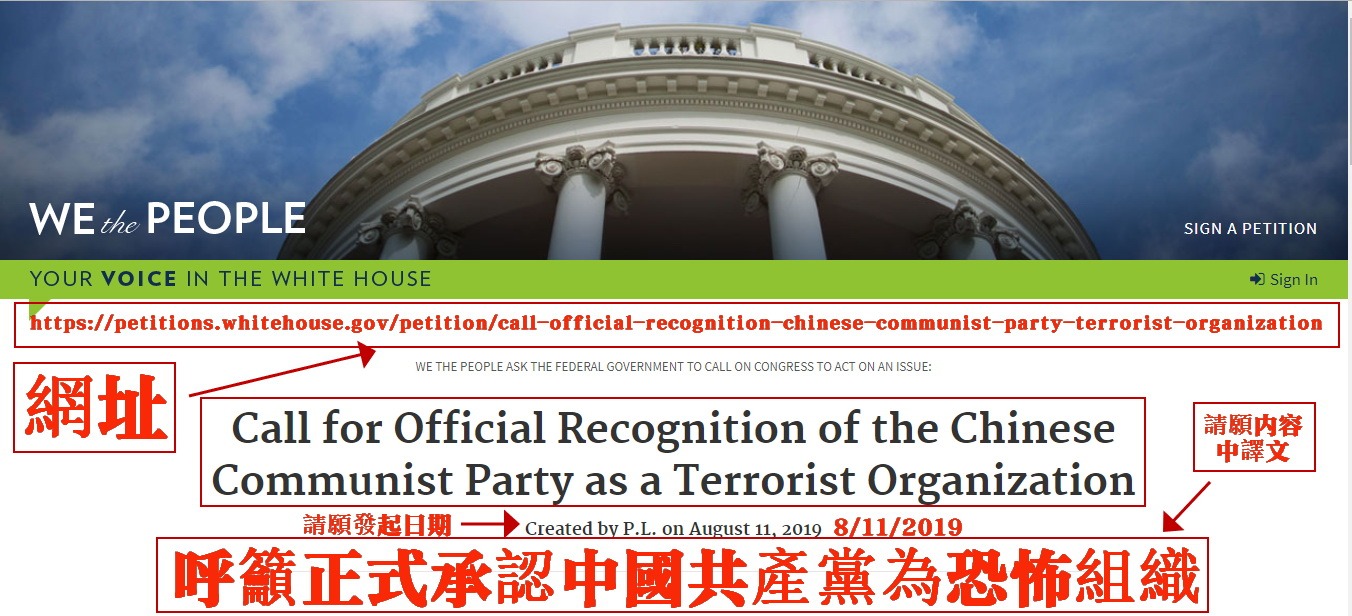 WE the PEOPLE
SIGN A PETITION
YOUR VOICE IN THE WHITE HOUSE
Sign In
https://petitions.whitehouse.gov/petition/call-official-recognition-chinese-communist-party-terrorist-organization
WE THE PEOPLE ASK THE FEDERAL GOVERNMENT TO CALL ON CONGRESS TO ACT ON AN ISSUE:
網址
Call for Official Recognition of the Chinese
Communist Party as a Terrorist Organization
請願内容
中譯文
請願發起日期
Created by P.L. on August 11, 2019 8/11/2019
呼籲正式承認中國共產黨為恐怖組織